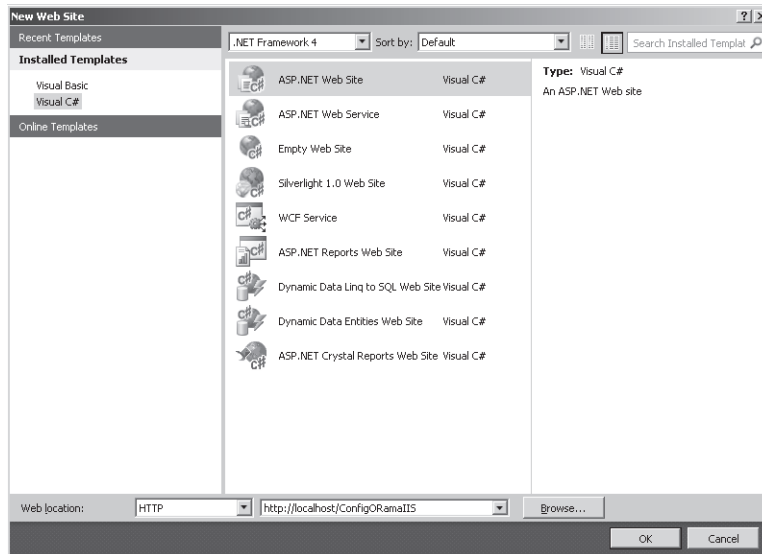 New Web Site
Recent Templates
Installed Templates
Visual Basic
Visual C#
Online Templates
.NET Framework 4 Sort by: Default Search Installed Templat
ASP.NET Web Site Visual C#
ASP.NET Web Service Visual C#
Empty Web Site Visual C#
Silverlight 1.0 Web Site Visual C#
WCF Service Visual C#
ASP.NET Reports Web Site Visual C#
Dynamic Data Linq to SQL Web Site Visual C#
Dynamic Data Entities Web Site Visual C#
ASP.NET Crystal Reports Web Site Visual C#
Type: Visual C#
An ASP.NET Web site
Web location: HTTP http://localhost/ConfigORamaIIS Browse...
OK Cancel